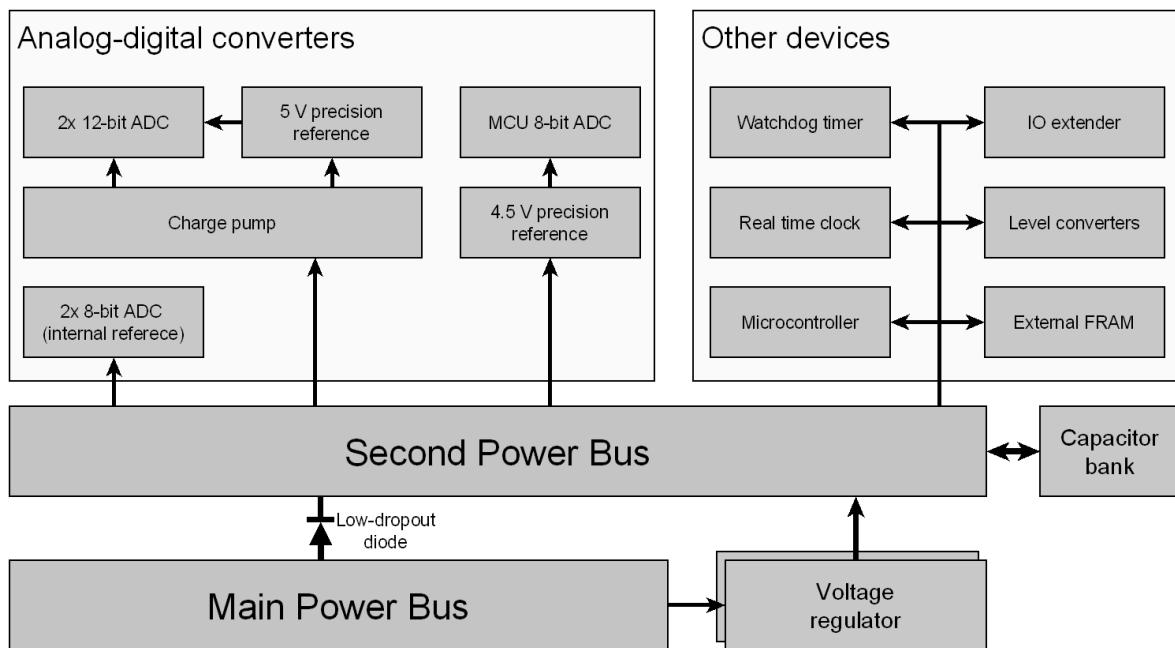 Analog-digital converters
2x 12-bit ADC
5 V precision
reference
MCU 8-bit ADC
Charge pump
4.5 V precision
reference
2x 8-bit ADC
(internal referece)
Other devices
Watchdog timer
IO extender
Real time clock
Level converters
Microcontroller
External FRAM
Second Power Bus
Capacitor
bank
Low-dropout
diode
Main Power Bus
Voltage
regulator